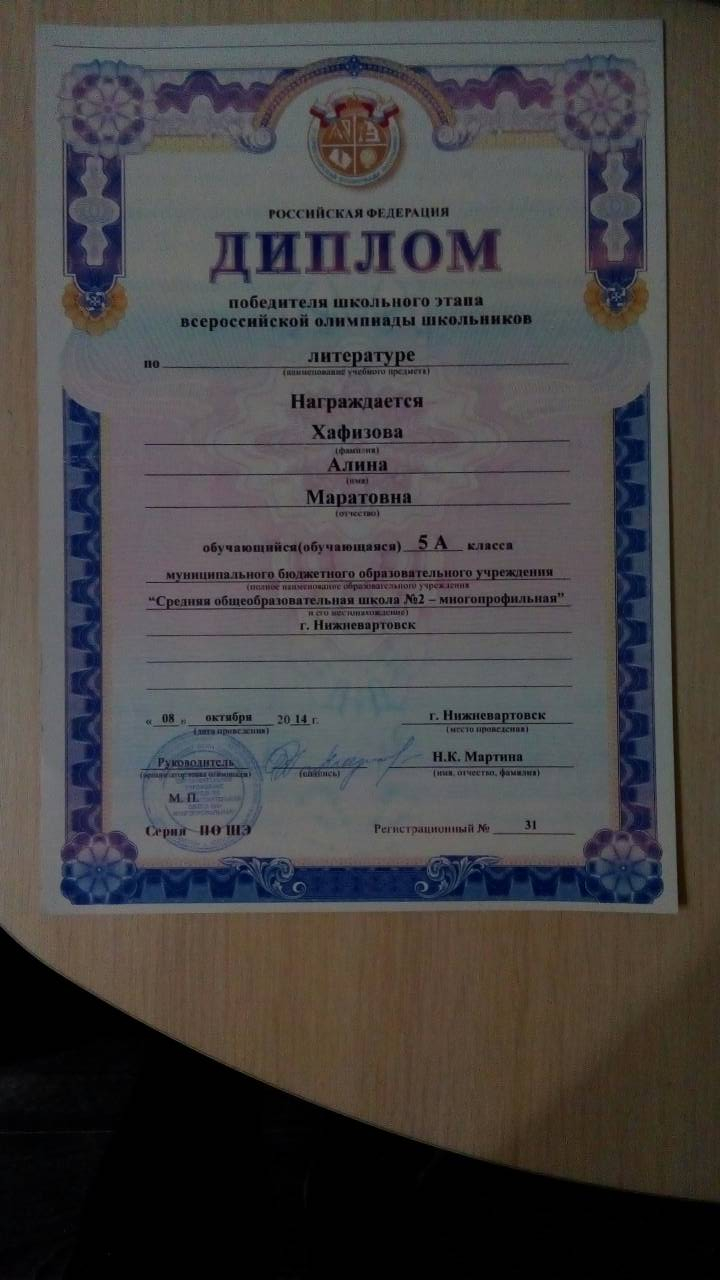 РОССИЙСКАЯ ФЕДЕРАЦИЯ
ДИПЛОМ
победителя школьного этапа
всероссийской олимпиады школьников
по литературе
(наименование учебного предмета)
Награждается
Хафизова
(фамилия)
Алина
(имя)
Маратовна
(отчество)
обучающийся(обучающаяся) 5 А класса
муниципального бюджетного образовательного учреждения
(полное наименование образовательного учреждения
“Средняя общеобразовательная школа №2 – многопрофильная”
и его местонахождение)
г. Нижневартовск
« 08 » октября 20 14 г. г. Нижневартовск
(дата проведения) (место проведения)
Руководитель Н.К. Мартина
(организатор этапа олимпиады) (подпись) (имя, отчество, фамилия)
М. П.
Серия ПО ШЭ Регистрационный № 31